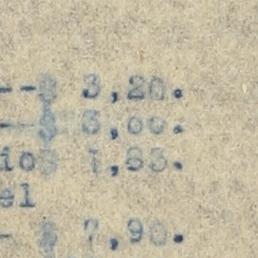 --$ 3,20.
--$ 6,00.
io$ 1,83.
el
- $ 7,90.